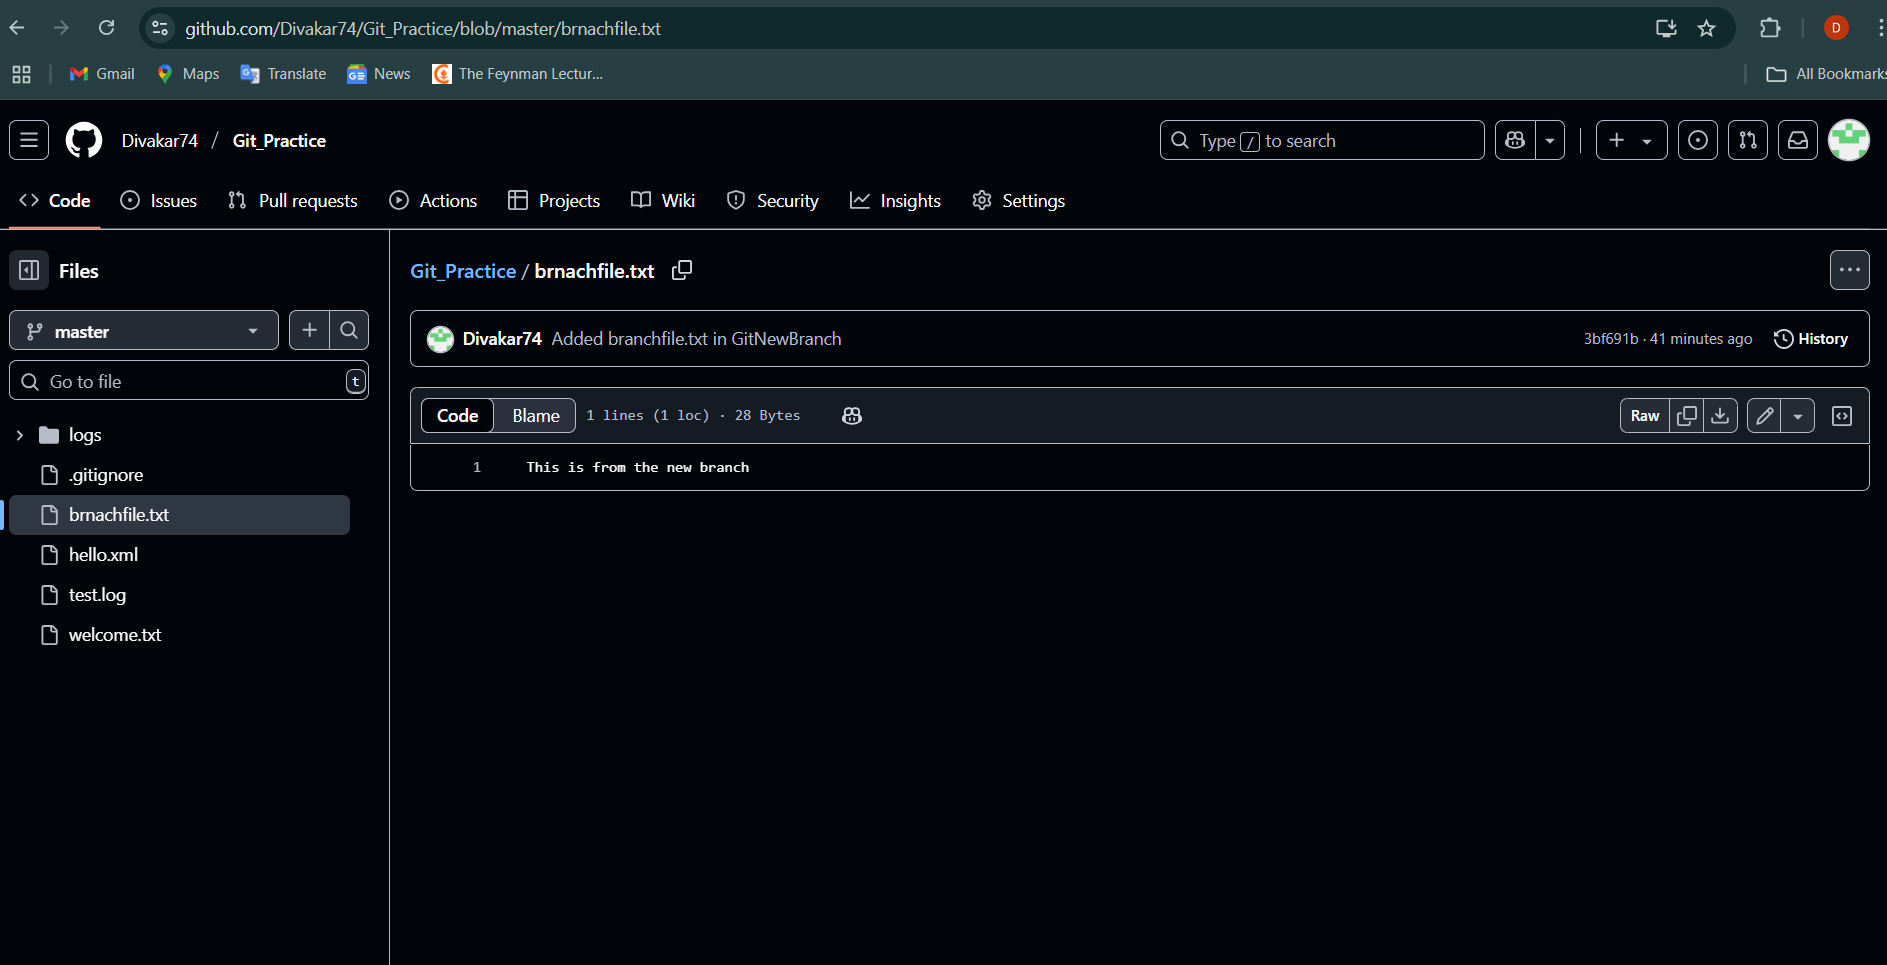 github.com/Divakar74/Git_Practice/blob/master/brnachfile.txt
D
Gmail
Maps
Translate
News
The Feynman Lectur...
All Bookmarks
Divakar74 / Git_Practice
Type / to search
Code
Issues
Pull requests
Actions
Projects
Wiki
Security
Insights
Settings
Files
master
Go to file
t
logs
.gitignore
brnachfile.txt
hello.xml
test.log
welcome.txt
Git_Practice / brnachfile.txt
Divakar74 Added branchfile.txt in GitNewBranch
3bf691b · 41 minutes ago
History
Code
Blame
1 lines (1 loc) · 28 Bytes
Raw
1 This is from the new branch